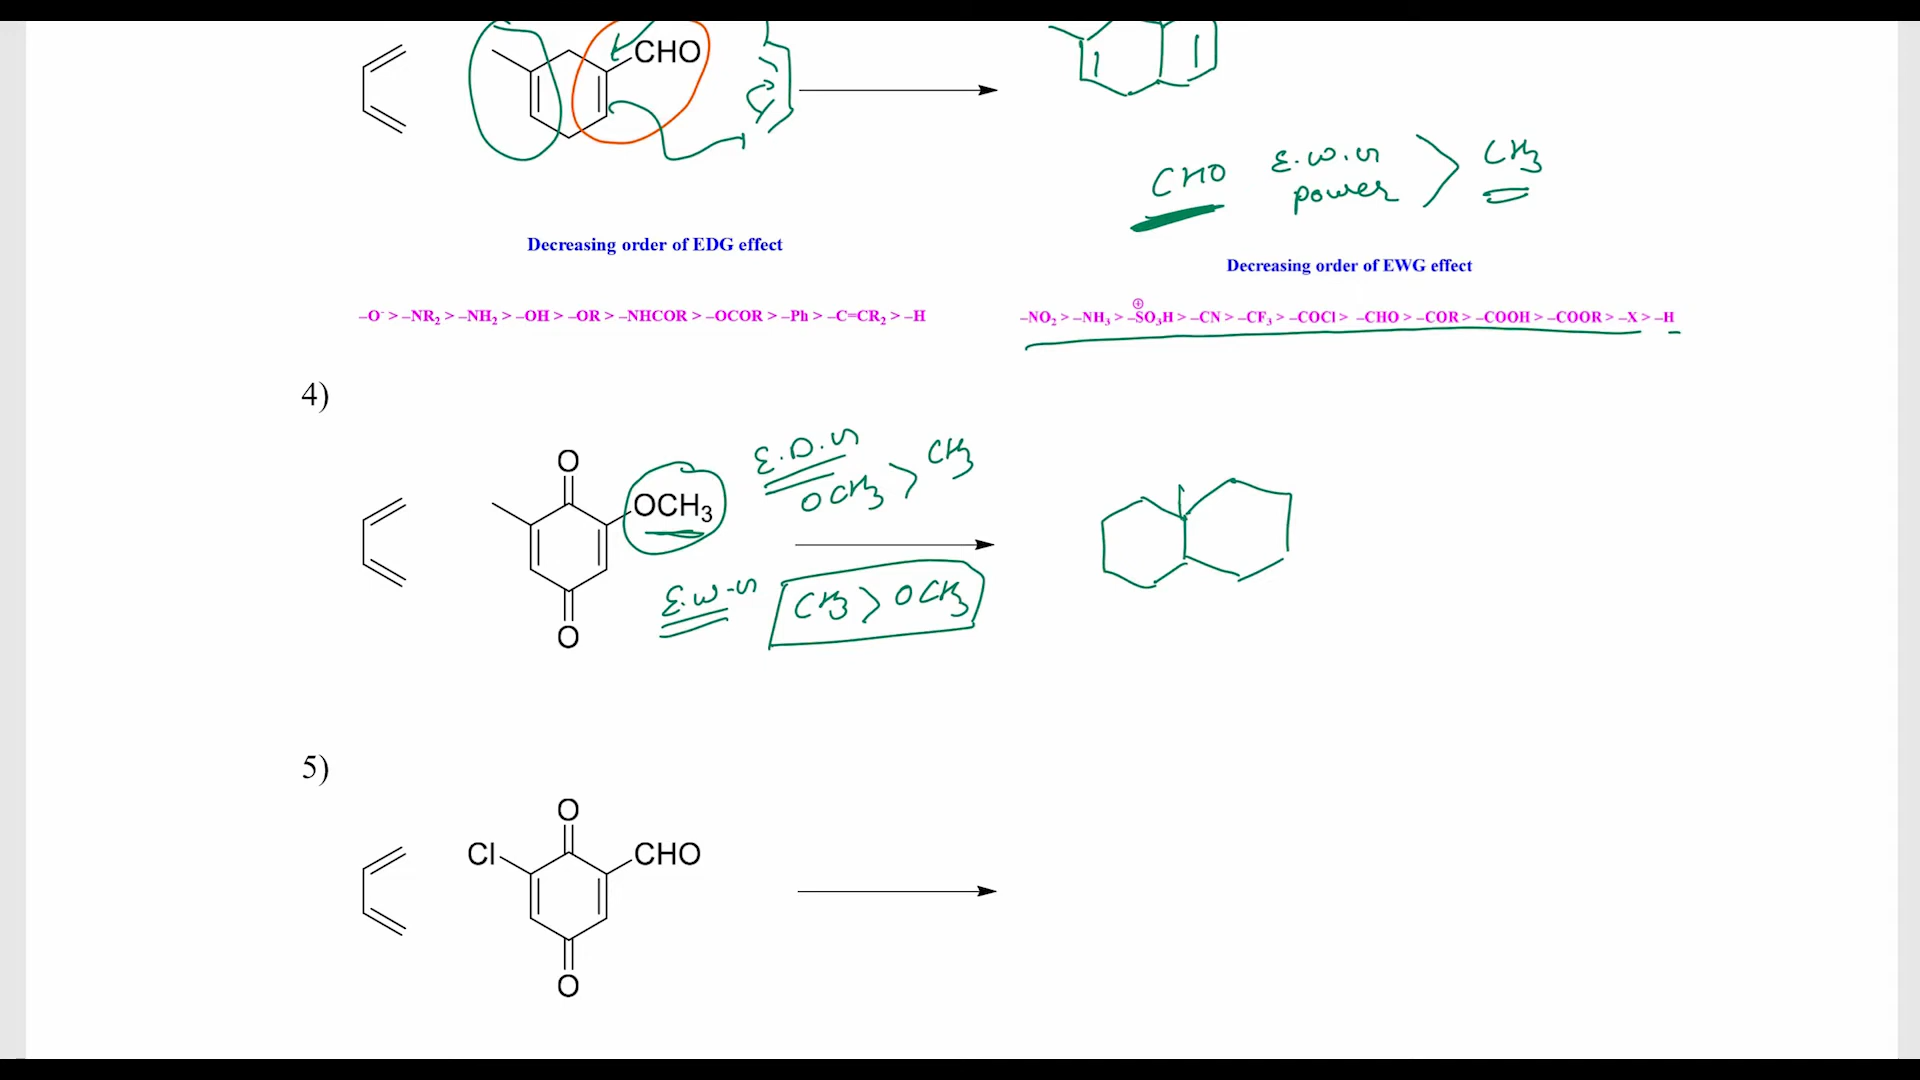 CHO
CHO E.W.G power > CH3
Decreasing order of EDG effect
Decreasing order of EWG effect
–O⁻ > –NR₂ > –NH₂ > –OH > –OR > –NHCOR > –OCOR > –Ph > –C=CR₂ > –H
–NO₂ > –NH₃ > –SO₃H > –CN > –CF₃ > –COCl > –CHO > –COR > –COOH > –COOR > –X > –H
⊕
4)
O
OCH₃
E.D.G
OCH3 > CH3
E.W.G
CH3 > OCH3
O
5)
O
Cl
CHO
O